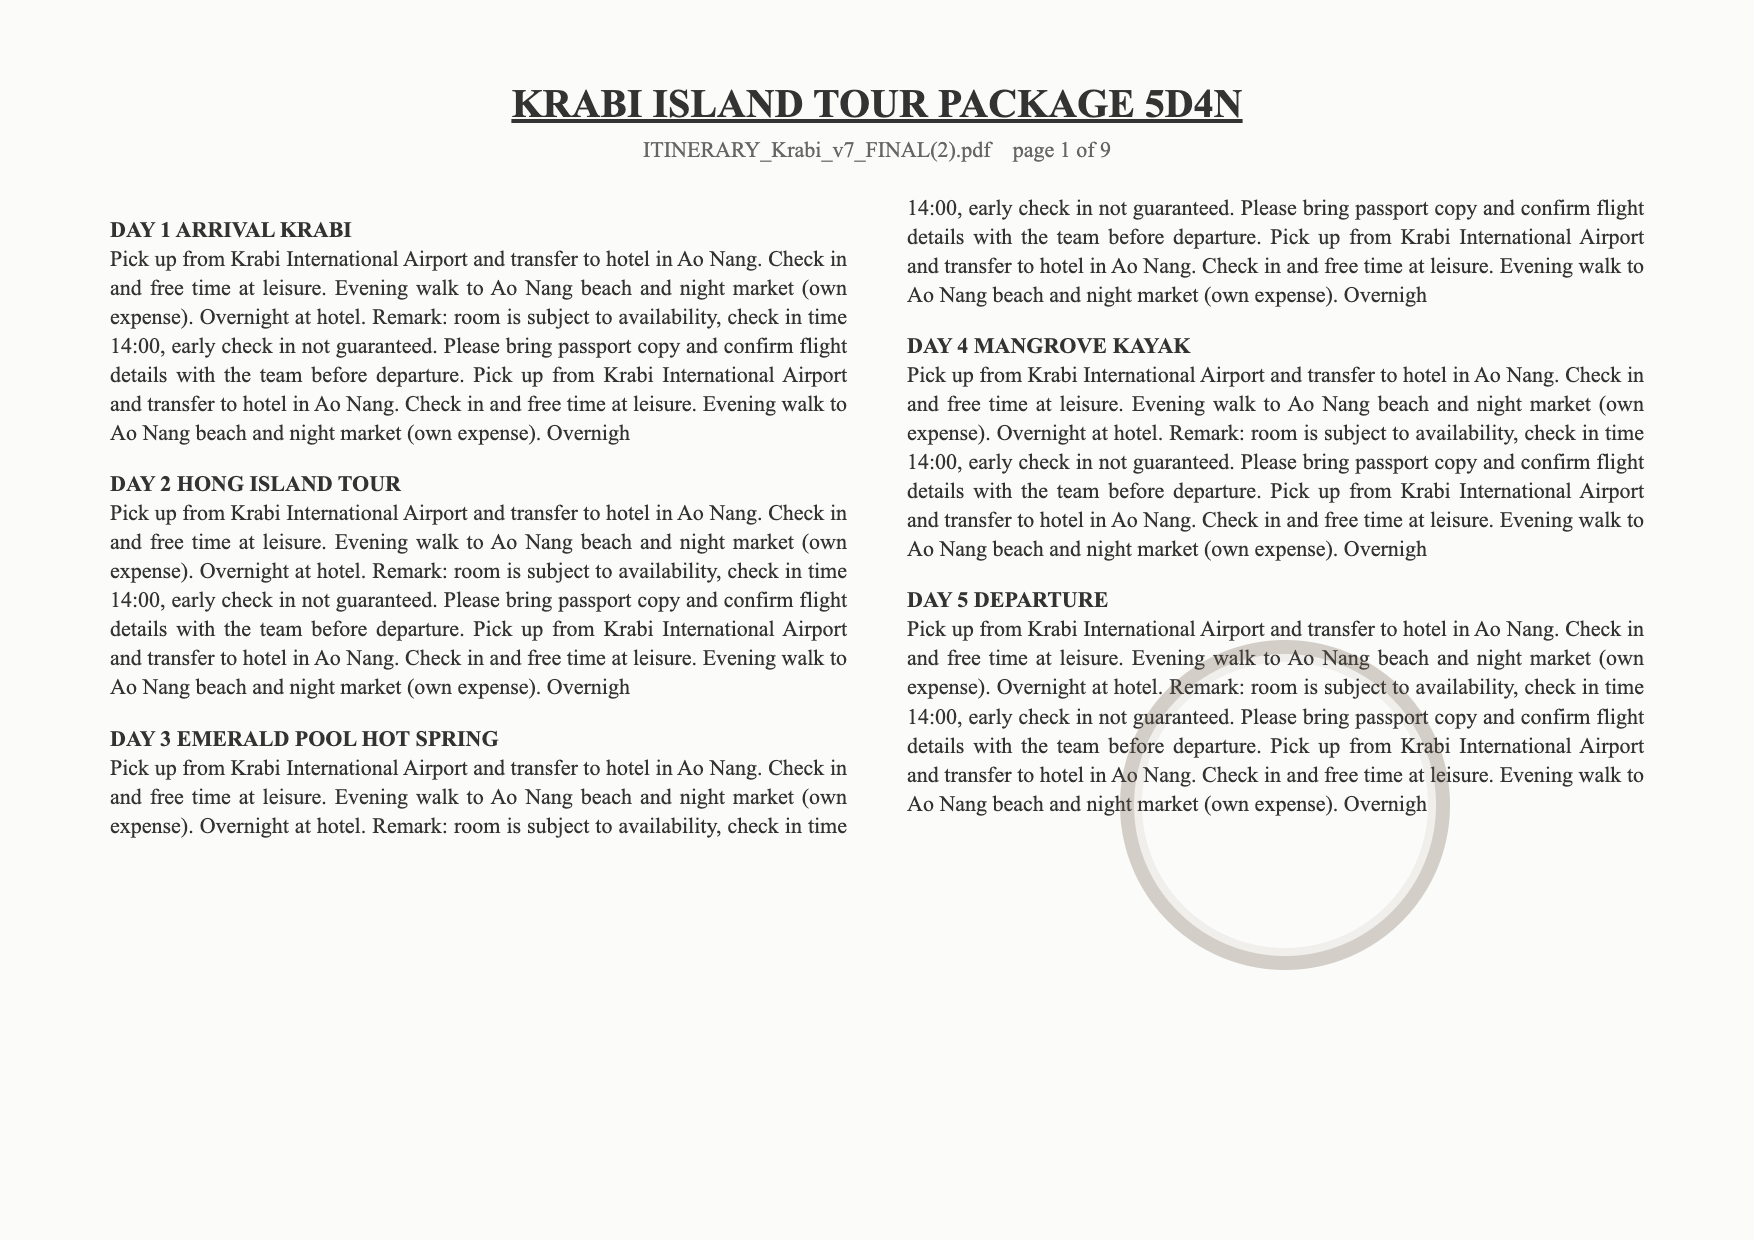 KRABI ISLAND TOUR PACKAGE 5D4N
ITINERARY_Krabi_v7_FINAL(2).pdf page 1 of 9
DAY 1 ARRIVAL KRABI
Pick up from Krabi International Airport and transfer to hotel in Ao Nang. Check in
and free time at leisure. Evening walk to Ao Nang beach and night market (own
expense). Overnight at hotel. Remark: room is subject to availability, check in time
14:00, early check in not guaranteed. Please bring passport copy and confirm flight
details with the team before departure. Pick up from Krabi International Airport
and transfer to hotel in Ao Nang. Check in and free time at leisure. Evening walk to
Ao Nang beach and night market (own expense). Overnigh
DAY 2 HONG ISLAND TOUR
Pick up from Krabi International Airport and transfer to hotel in Ao Nang. Check in
and free time at leisure. Evening walk to Ao Nang beach and night market (own
expense). Overnight at hotel. Remark: room is subject to availability, check in time
14:00, early check in not guaranteed. Please bring passport copy and confirm flight
details with the team before departure. Pick up from Krabi International Airport
and transfer to hotel in Ao Nang. Check in and free time at leisure. Evening walk to
Ao Nang beach and night market (own expense). Overnigh
DAY 3 EMERALD POOL HOT SPRING
Pick up from Krabi International Airport and transfer to hotel in Ao Nang. Check in
and free time at leisure. Evening walk to Ao Nang beach and night market (own
expense). Overnight at hotel. Remark: room is subject to availability, check in time
14:00, early check in not guaranteed. Please bring passport copy and confirm flight
details with the team before departure. Pick up from Krabi International Airport
and transfer to hotel in Ao Nang. Check in and free time at leisure. Evening walk to
Ao Nang beach and night market (own expense). Overnigh
DAY 4 MANGROVE KAYAK
Pick up from Krabi International Airport and transfer to hotel in Ao Nang. Check in
and free time at leisure. Evening walk to Ao Nang beach and night market (own
expense). Overnight at hotel. Remark: room is subject to availability, check in time
14:00, early check in not guaranteed. Please bring passport copy and confirm flight
details with the team before departure. Pick up from Krabi International Airport
and transfer to hotel in Ao Nang. Check in and free time at leisure. Evening walk to
Ao Nang beach and night market (own expense). Overnigh
DAY 5 DEPARTURE
Pick up from Krabi International Airport and transfer to hotel in Ao Nang. Check in
and free time at leisure. Evening walk to Ao Nang beach and night market (own
expense). Overnight at hotel. Remark: room is subject to availability, check in time
14:00, early check in not guaranteed. Please bring passport copy and confirm flight
details with the team before departure. Pick up from Krabi International Airport
and transfer to hotel in Ao Nang. Check in and free time at leisure. Evening walk to
Ao Nang beach and night market (own expense). Overnigh